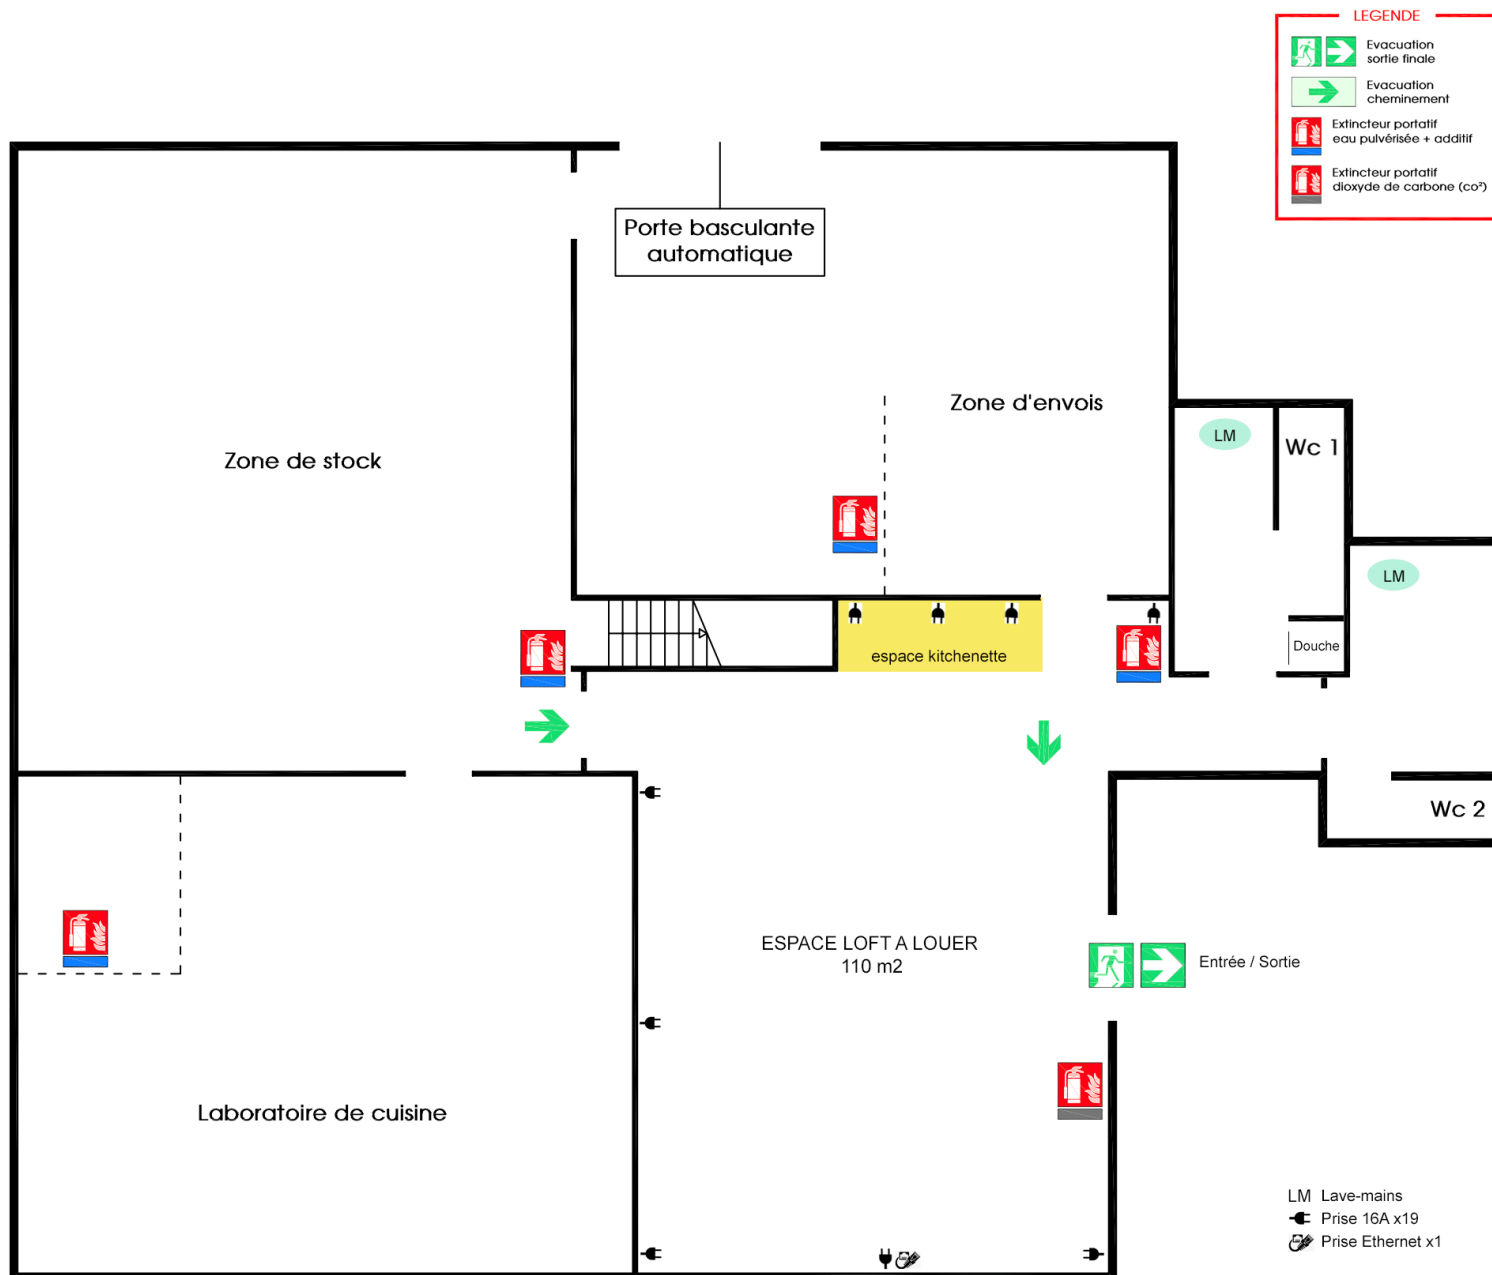 LEGENDE
Evacuation
sortie finale
Evacuation
cheminement
Extincteur portatif
eau pulvérisée + additif
Extincteur portatif
dioxyde de carbone (co²)
Porte basculante
automatique
Zone d'envois
Zone de stock
LM
Wc 1
LM
Douche
espace kitchenette
Wc 2
ESPACE LOFT A LOUER
110 m2
Entrée / Sortie
Laboratoire de cuisine
LM Lave-mains
Prise 16A x19
Prise Ethernet x1